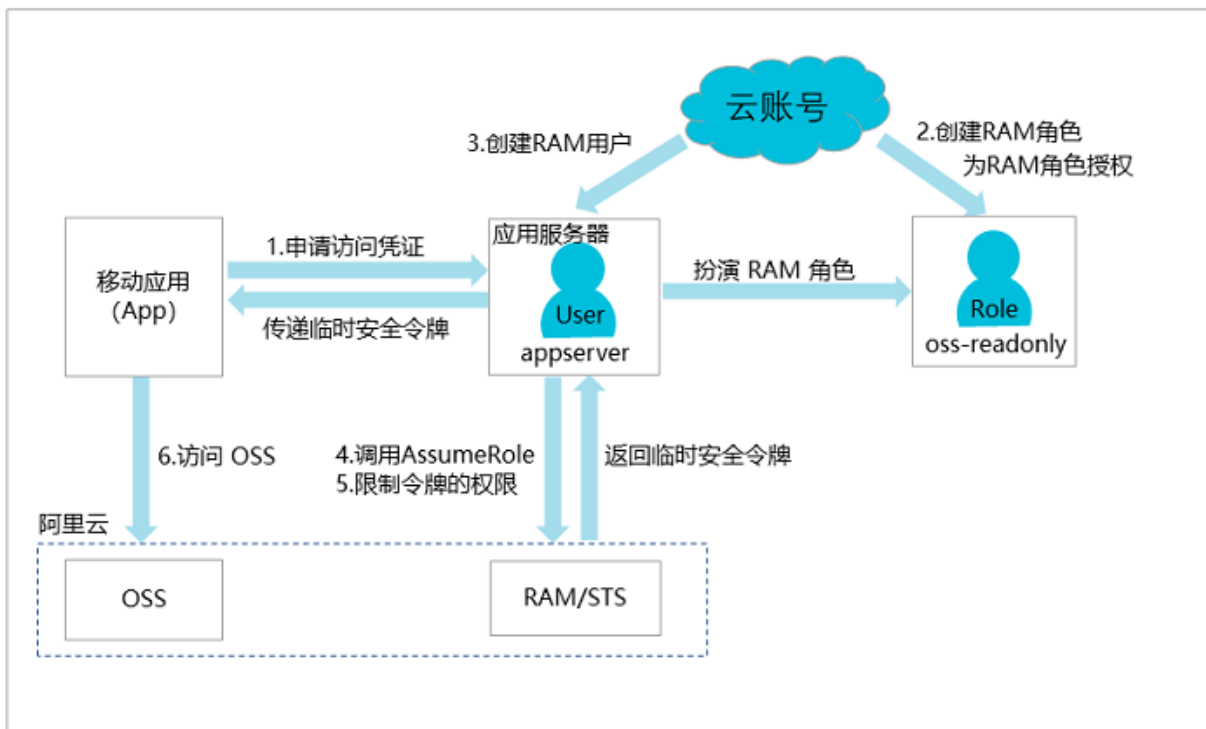 云账号
3.创建RAM用户
2.创建RAM角色
为RAM角色授权
移动应用
（App）
1.申请访问凭证
传递临时安全令牌
应用服务器
User
appserver
扮演 RAM 角色
Role
oss-readonly
6.访问 OSS
4.调用AssumeRole
5.限制令牌的权限
返回临时安全令牌
阿里云
OSS
RAM/STS